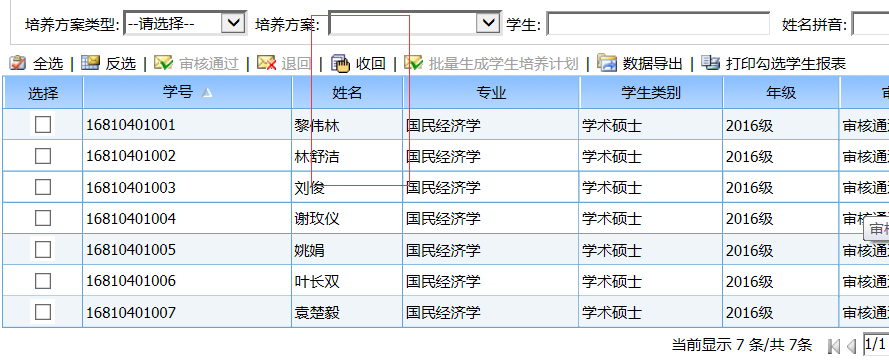 培养方案类型: --请选择-- 培养方案: 学生: 姓名拼音:
全选 | 反选 | 审核通过 | 退回 | 收回 | 批量生成学生培养计划 | 数据导出 | 打印勾选学生报表
选择 学号 姓名 专业 学生类别 年级 审
16810401001 黎伟林 国民经济学 学术硕士 2016级 审核通
16810401002 林舒洁 国民经济学 学术硕士 2016级 审核通
16810401003 刘俊 国民经济学 学术硕士 2016级 审核通
16810401004 谢玫仪 国民经济学 学术硕士 2016级 审核
审核
16810401005 姚娟 国民经济学 学术硕士 2016级 审核通
16810401006 叶长双 国民经济学 学术硕士 2016级 审核通
16810401007 袁楚毅 国民经济学 学术硕士 2016级 审核通
当前显示 7 条/共 7条 1/1